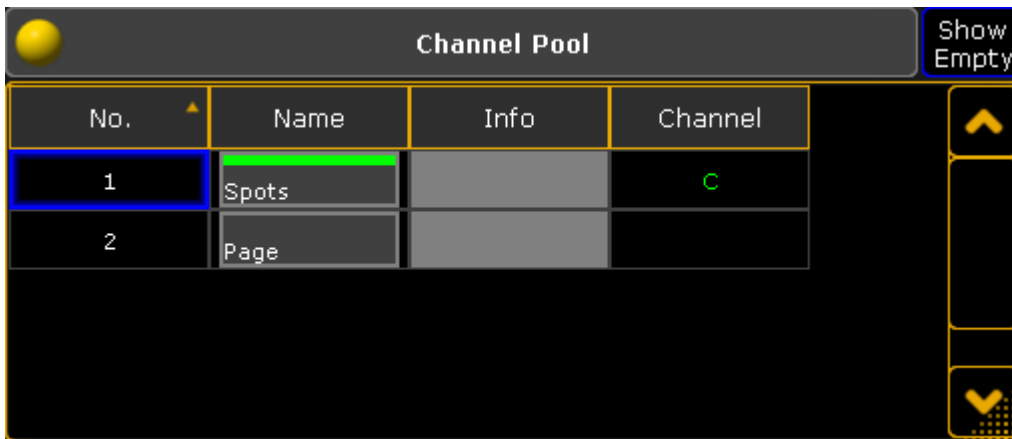 Channel Pool
Show
Empty
No. Name Info Channel
1 Spots C
2 Page